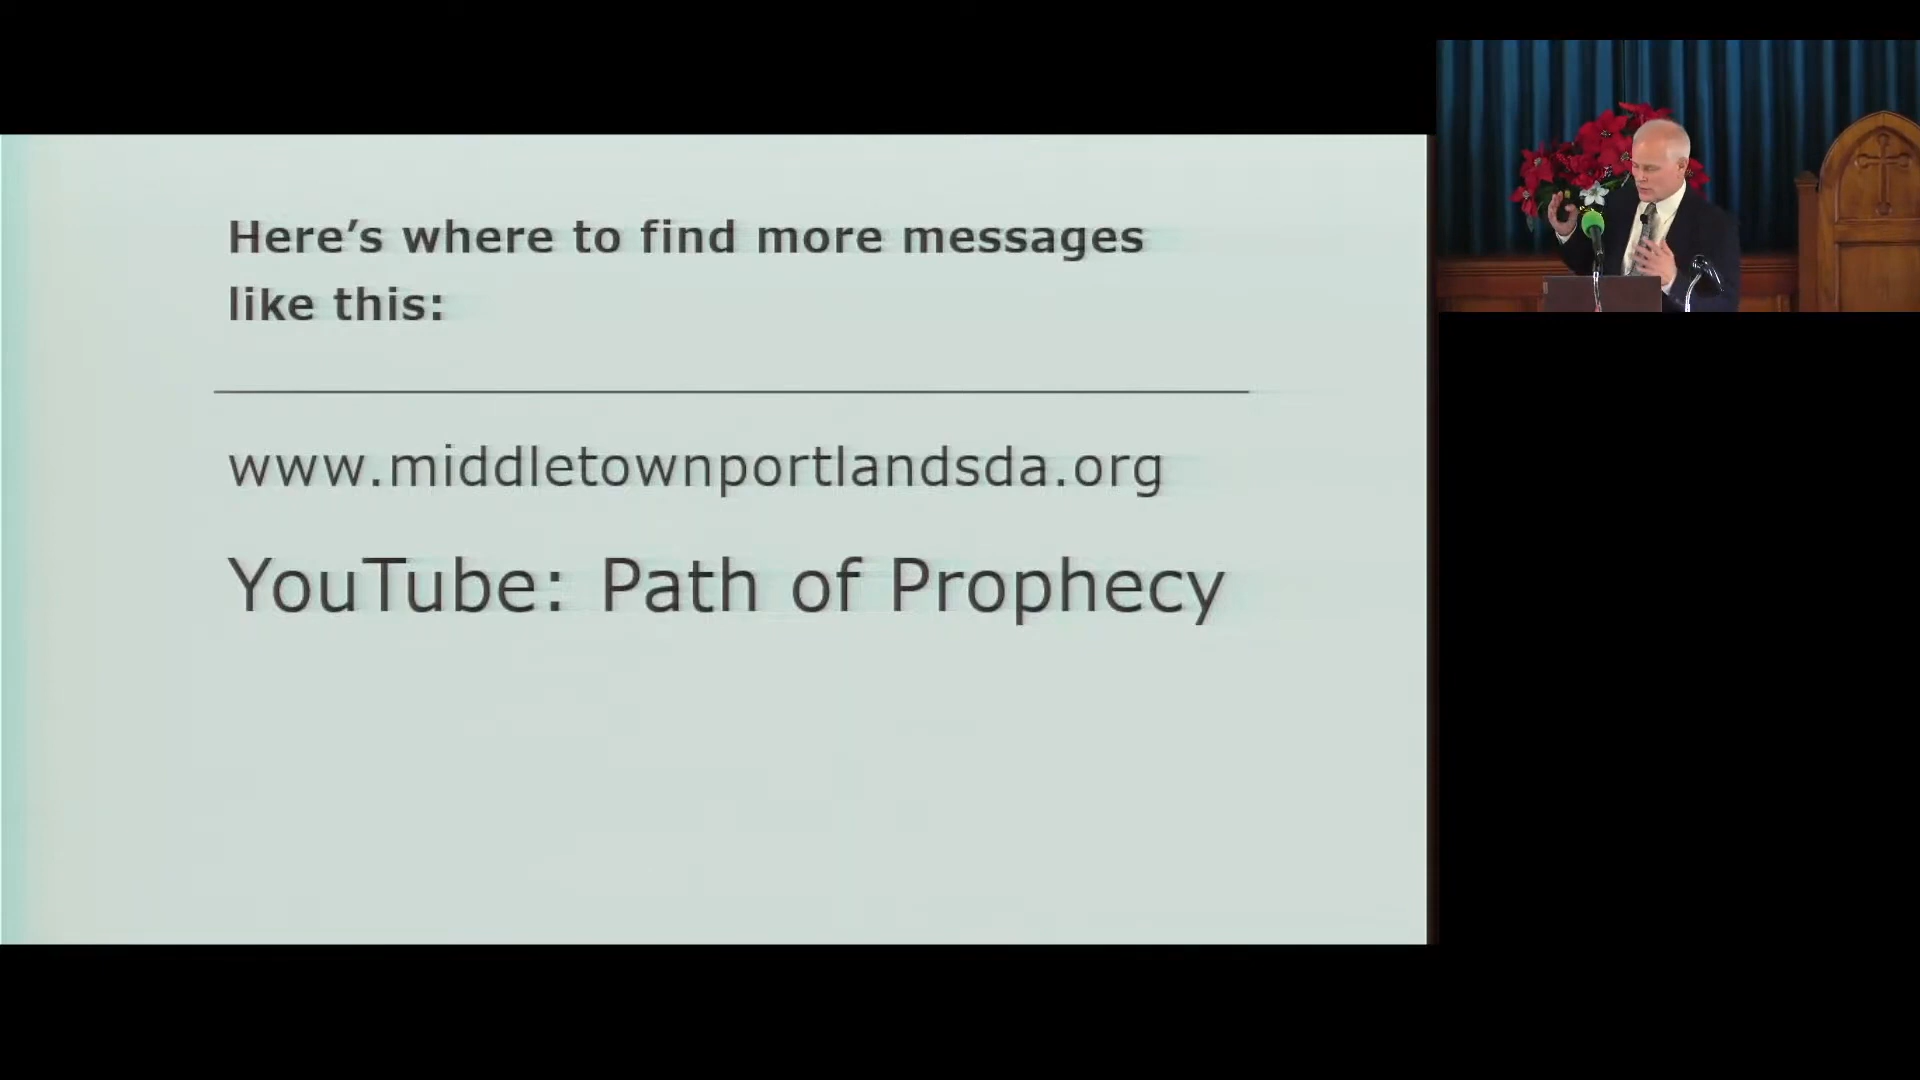 Here’s where to find more messages
like this:
www.middletownportlandsda.org
YouTube: Path of Prophecy